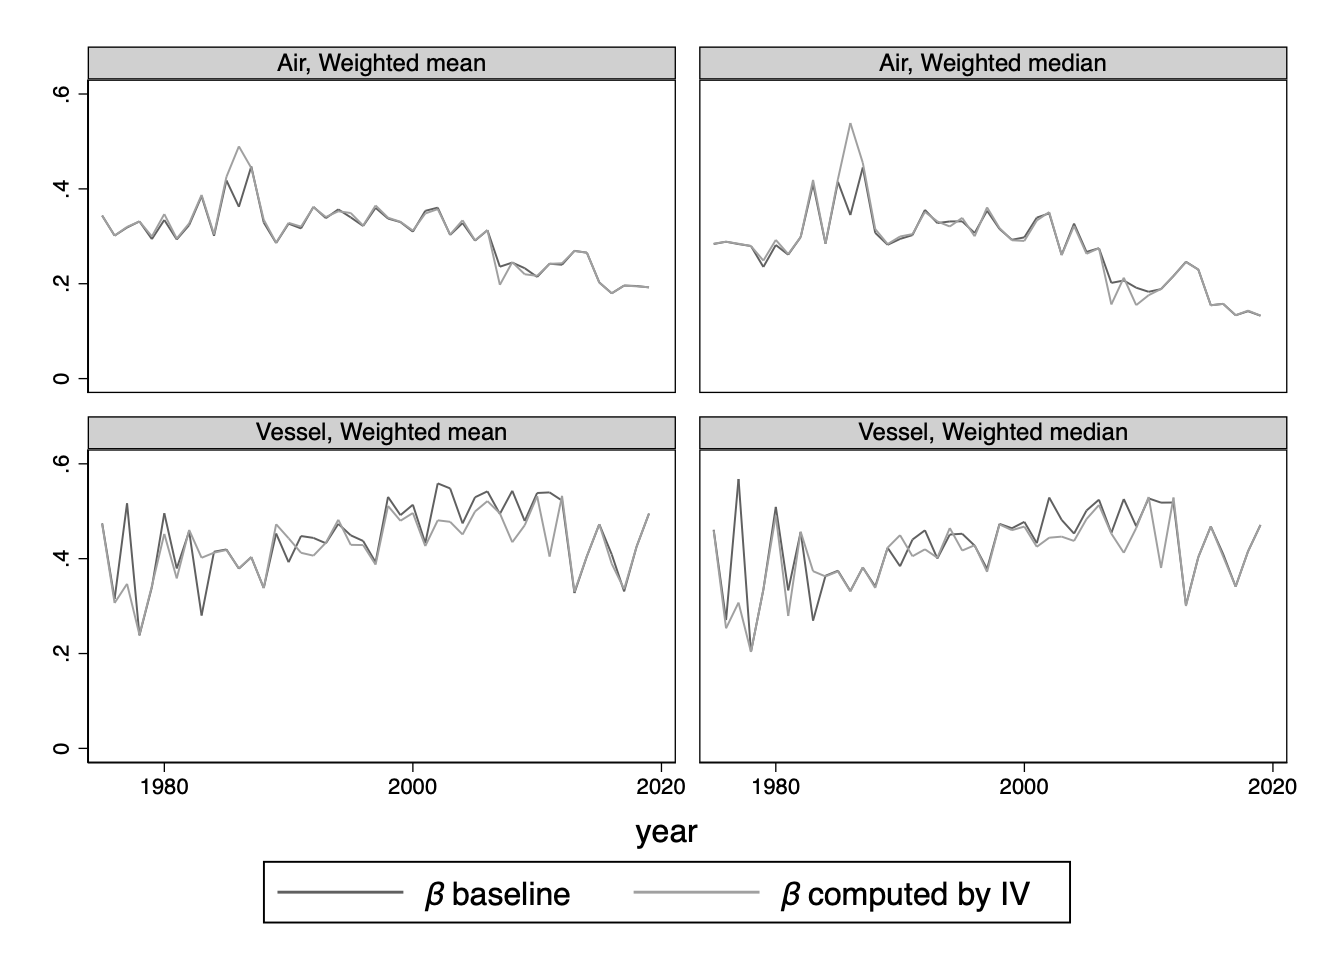 Air, Weighted mean
Air, Weighted median
.6
.4
.2
0
Vessel, Weighted mean
Vessel, Weighted median
.6
.4
.2
0
1980 2000 2020 1980 2000 2020
year
β baseline β computed by IV